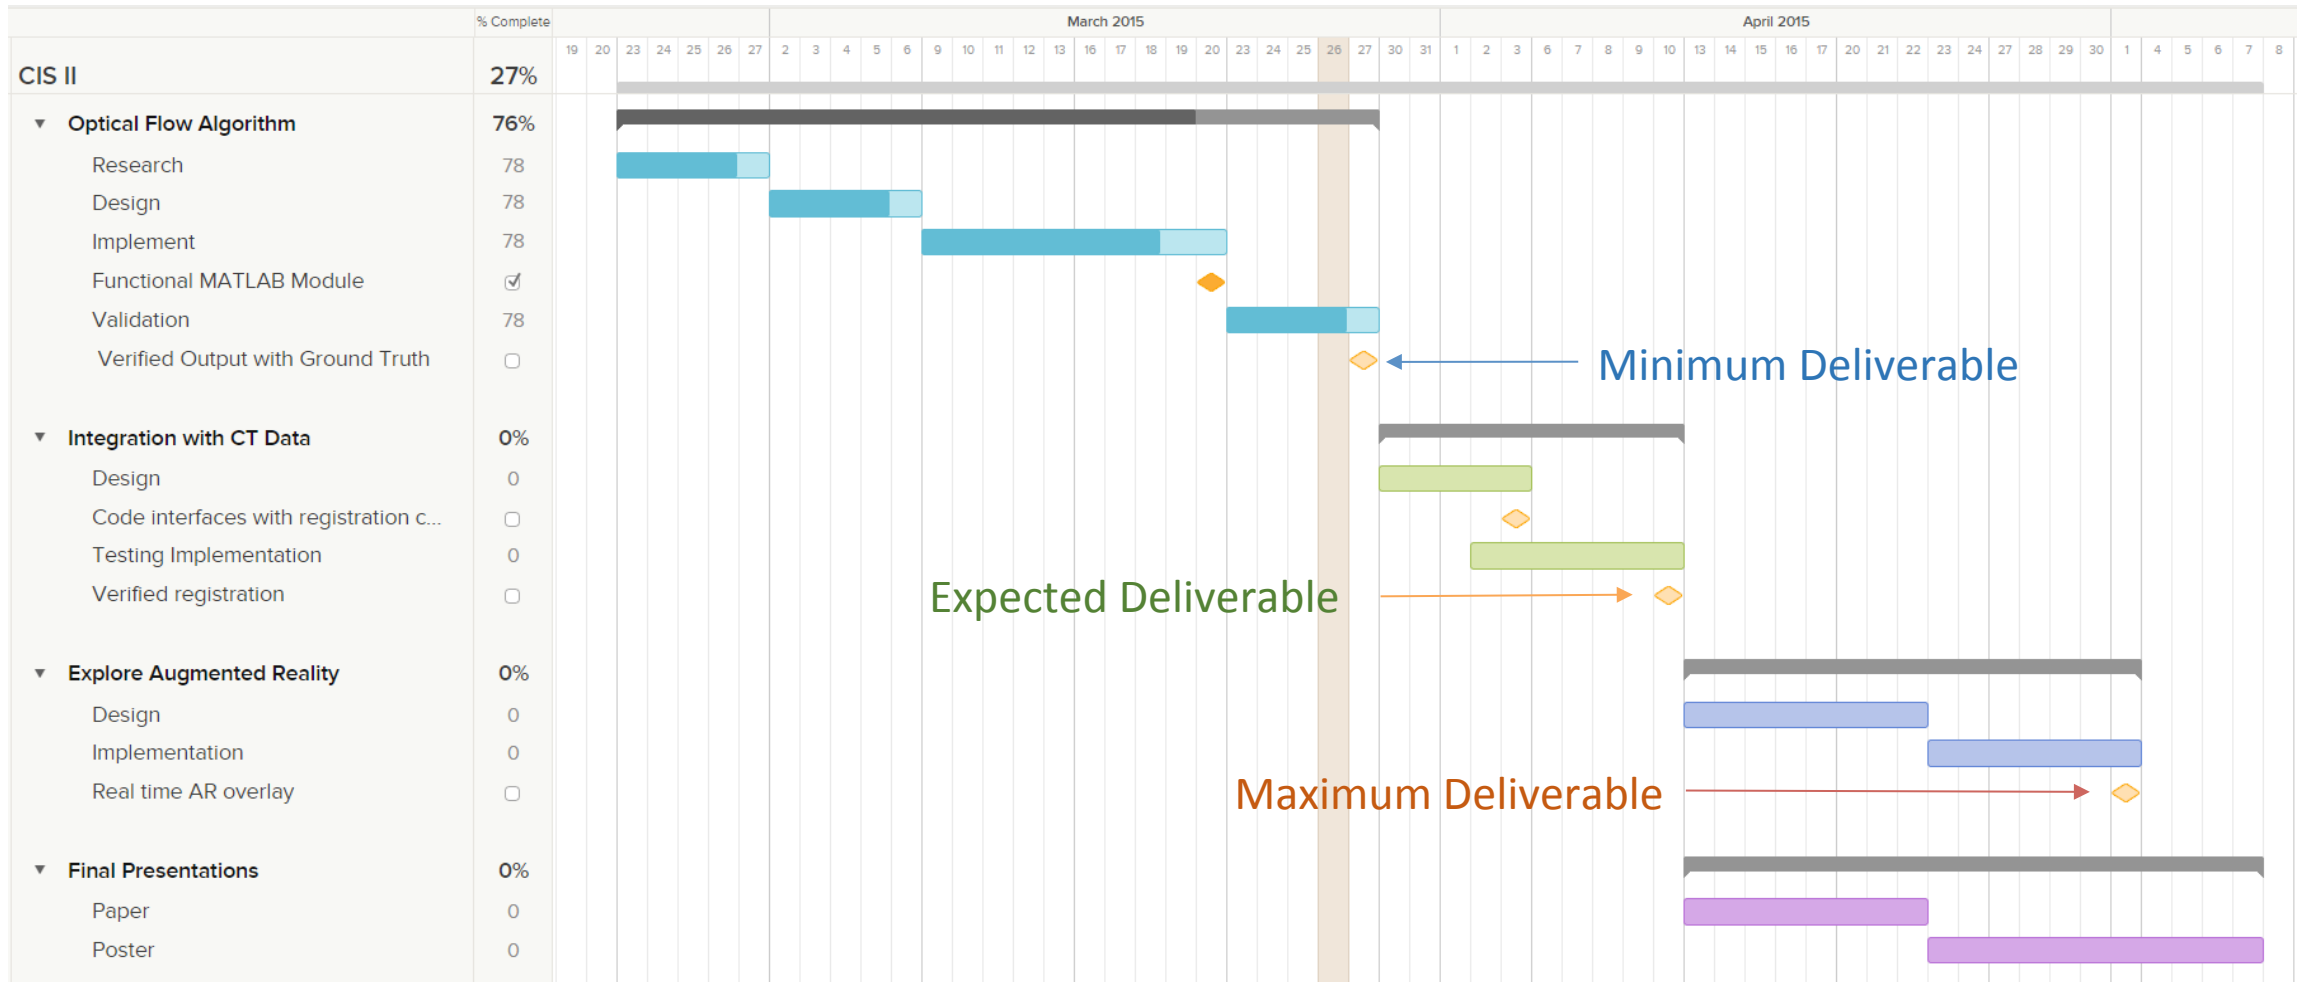 % Complete March 2015 April 2015
19 20 23 24 25 26 27 2 3 4 5 6 9 10 11 12 13 16 17 18 19 20 23 24 25 26 27 30 31 1 2 3 6 7 8 9 10 13 14 15 16 17 20 21 22 23 24 27 28 29 30 1 4 5 6 7 8
CIS II 27%
Optical Flow Algorithm 76%
Research 78
Design 78
Implement 78
Functional MATLAB Module
Validation 78
Verified Output with Ground Truth Minimum Deliverable
Integration with CT Data 0%
Design 0
Code interfaces with registration c...
Testing Implementation 0
Verified registration Expected Deliverable
Explore Augmented Reality 0%
Design 0
Implementation 0
Real time AR overlay Maximum Deliverable
Final Presentations 0%
Paper 0
Poster 0